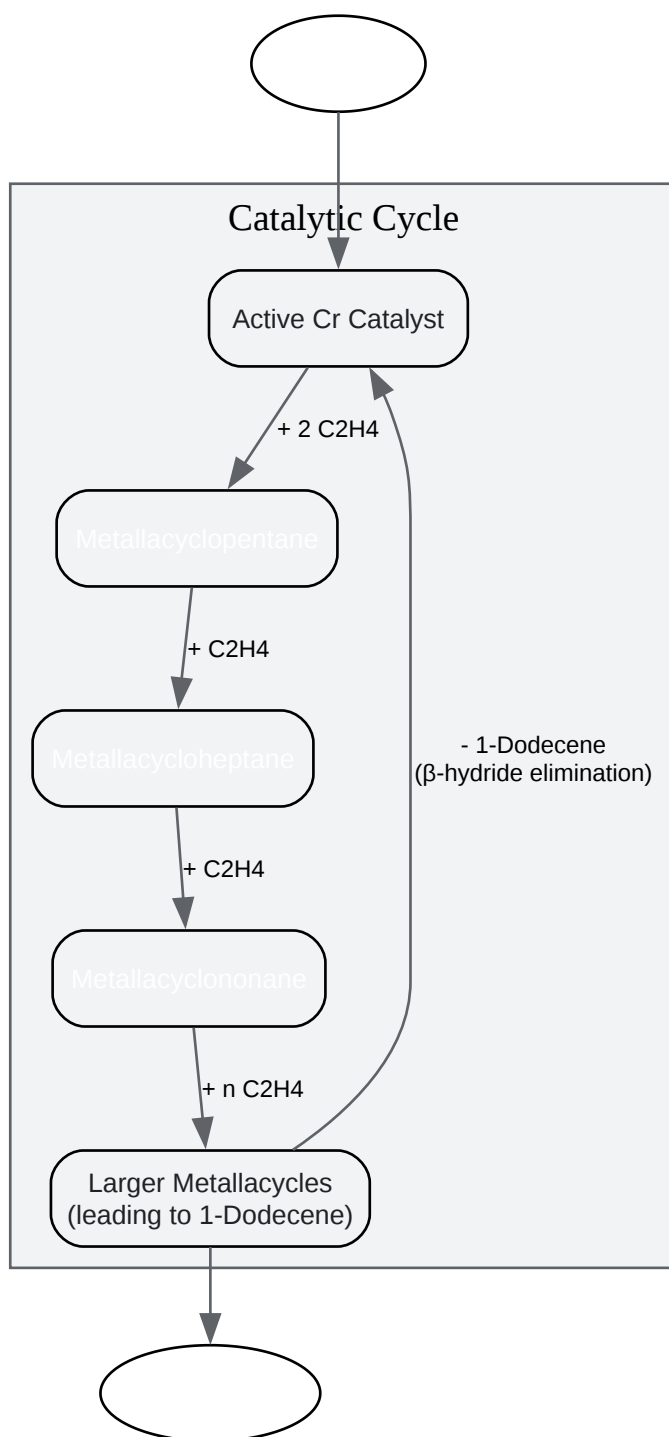 Catalytic Cycle
Active Cr Catalyst
+ 2 C2H4
Metallacyclopentane
+ C2H4
Metallacycloheptane
- 1-Dodecene
(β-hydride elimination)
+ C2H4
Metallacyclononane
+ n C2H4
Larger Metallacycles
(leading to 1-Dodecene)